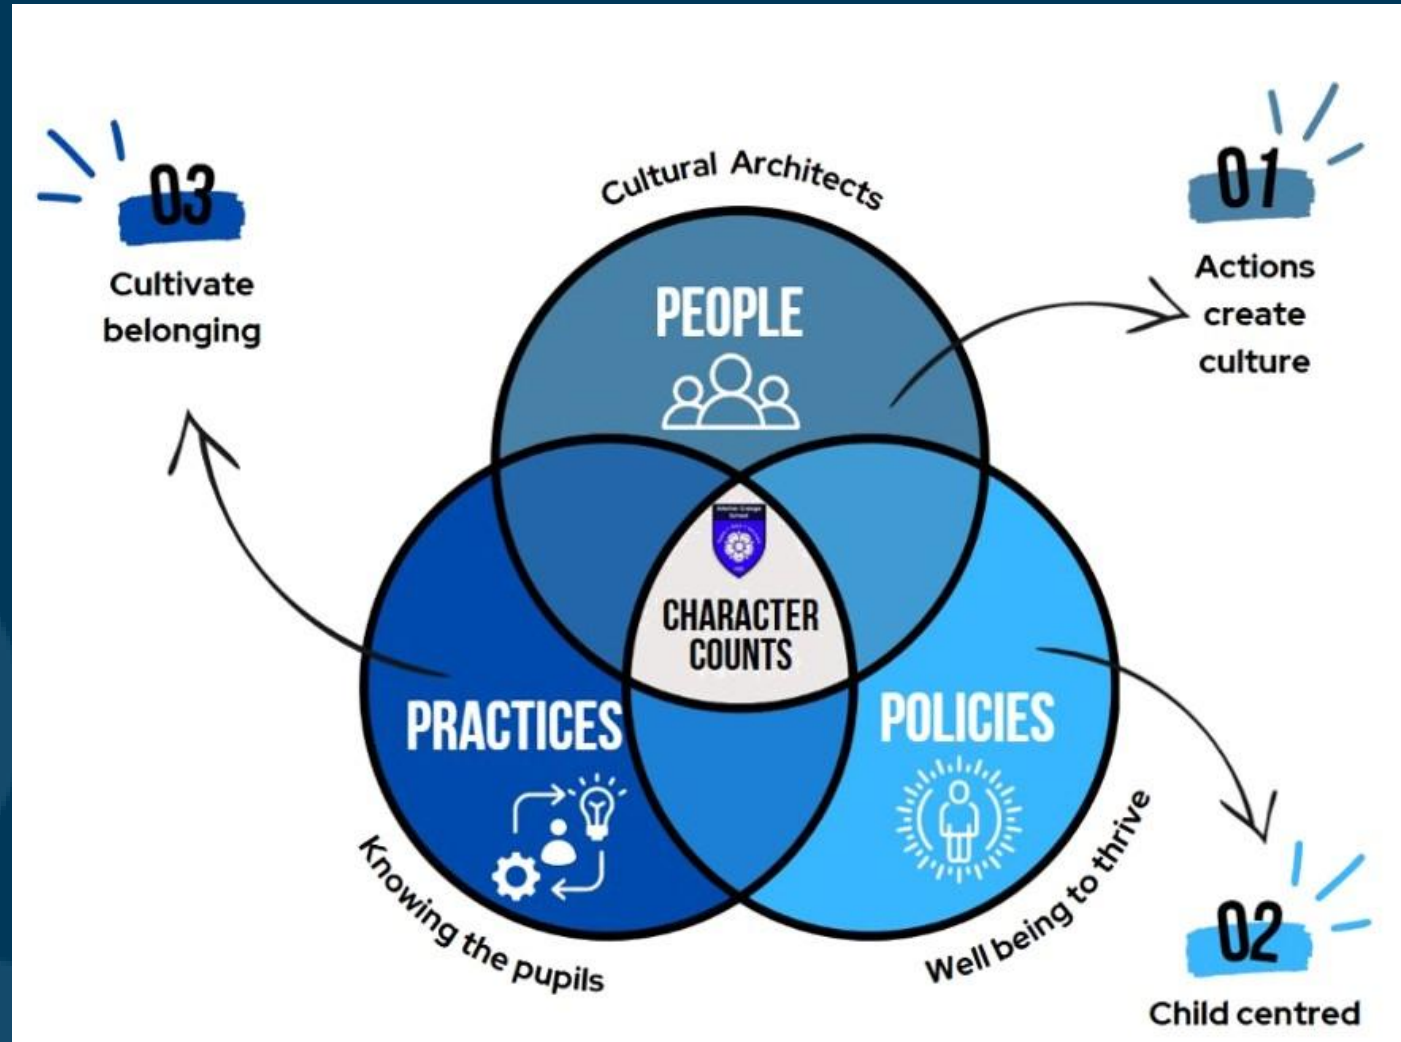 Cultural Architects
PEOPLE
01
Actions
create
culture
03
Cultivate
belonging
School
CHARACTER
COUNTS
PRACTICES
POLICIES
Knowing the pupils
Well being to thrive
02
Child centred